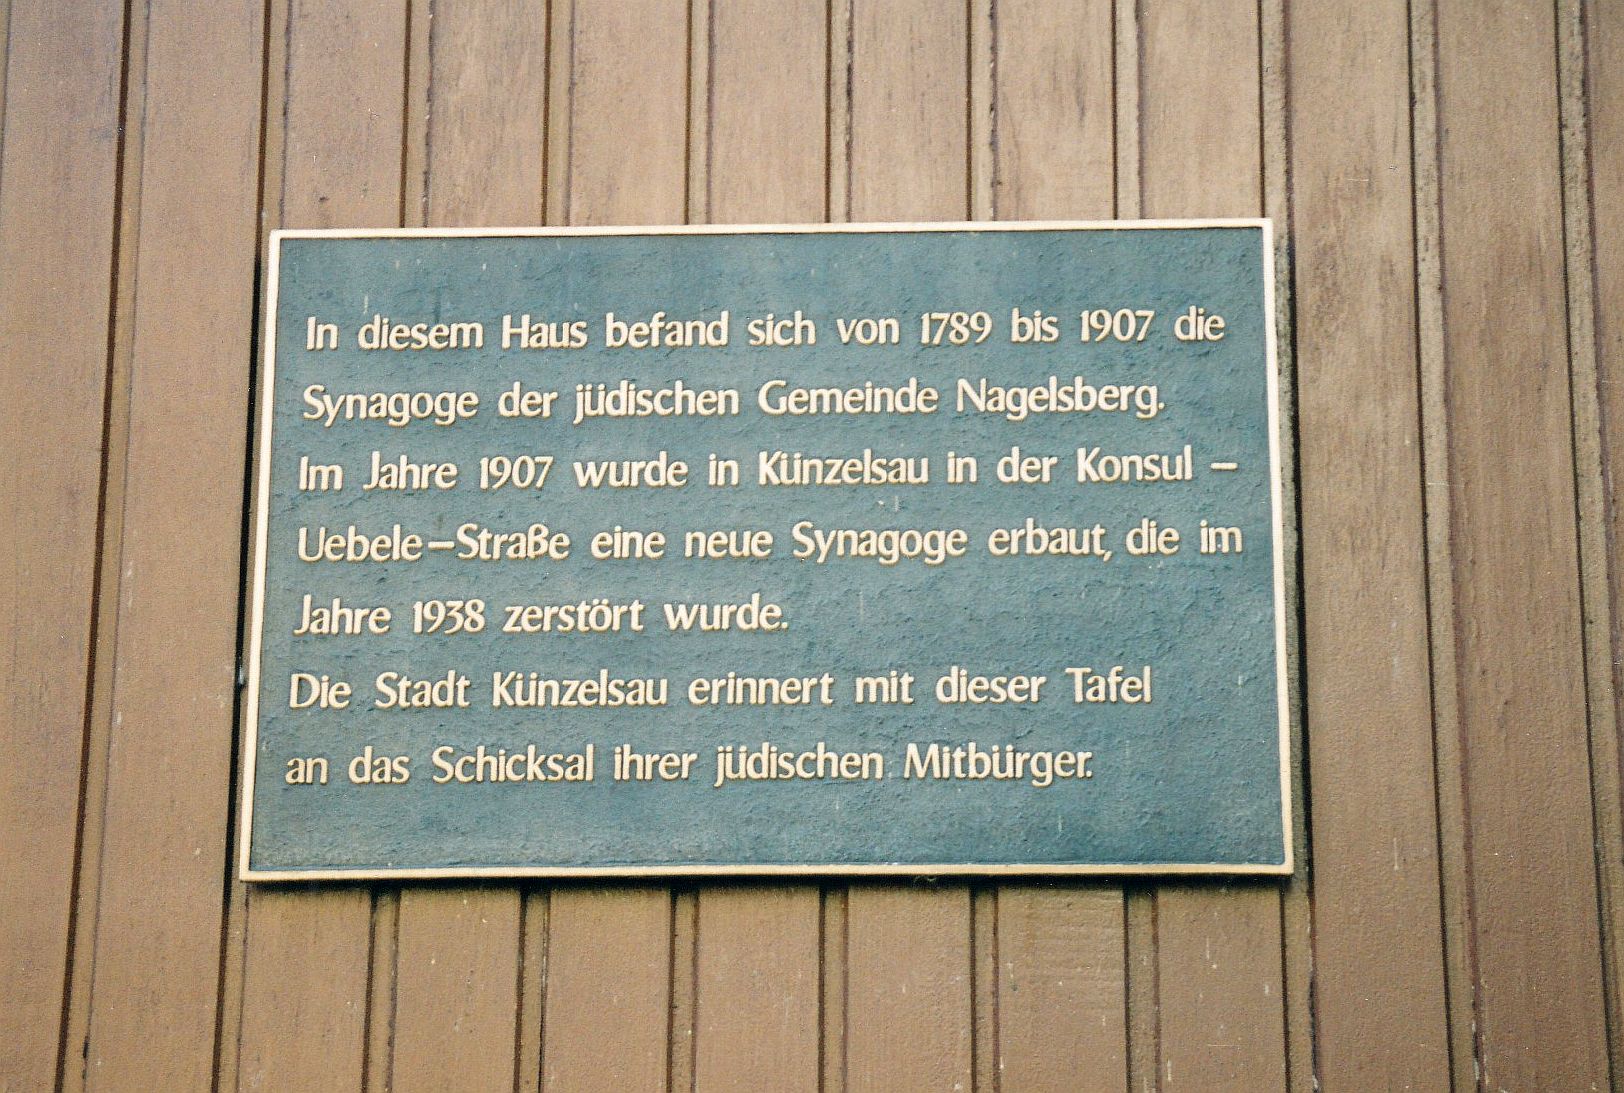 In diesem Haus befand sich von 1789 bis 1907 die
Synagoge der jüdischen Gemeinde Nagelsberg.
Im Jahre 1907 wurde in Künzelsau in der Konsul –
Uebele–Straße eine neue Synagoge erbaut, die im
Jahre 1938 zerstört wurde.
Die Stadt Künzelsau erinnert mit dieser Tafel
an das Schicksal ihrer jüdischen Mitbürger.